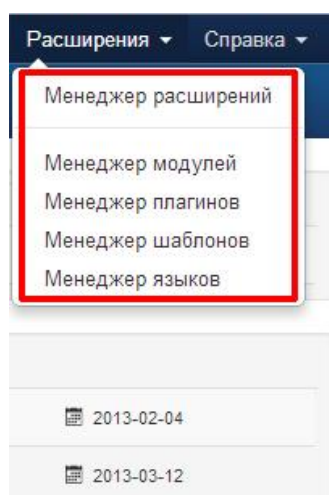 Расширения Справка
Менеджер расширений
Менеджер модулей
Менеджер плагинов
Менеджер шаблонов
Менеджер языков
2013-02-04
2013-03-12